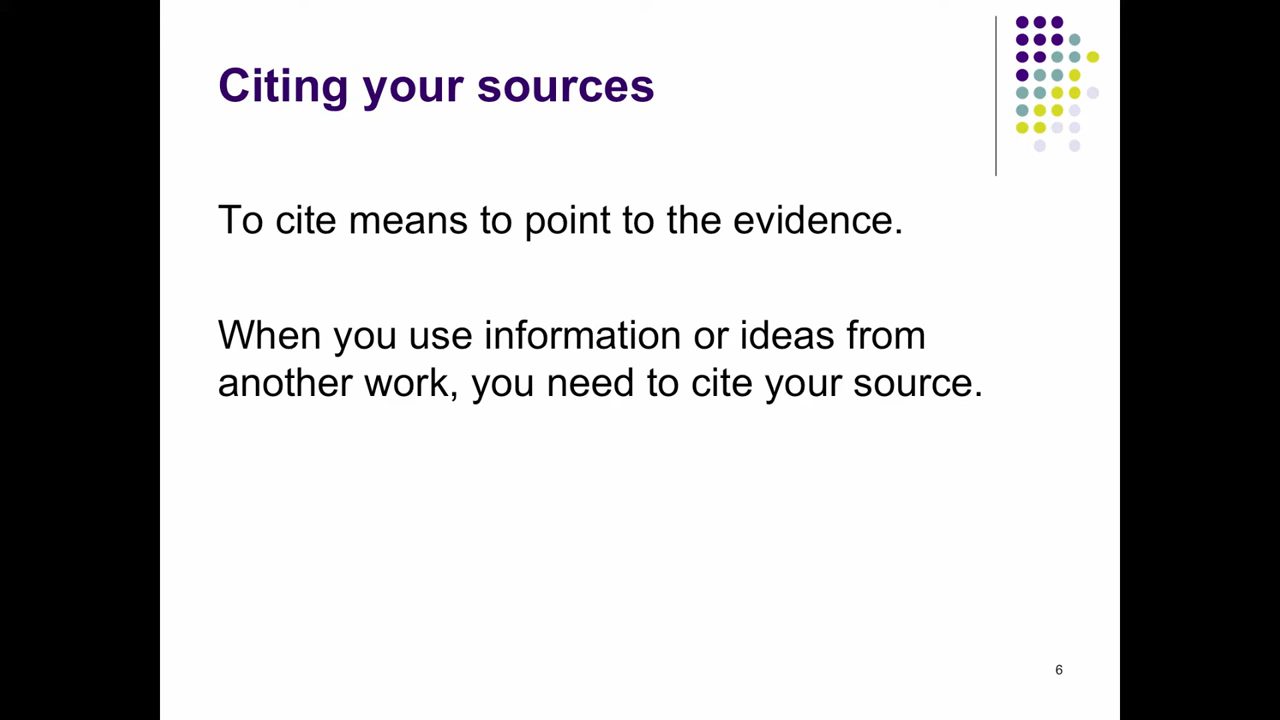 Citing your sources
To cite means to point to the evidence.
When you use information or ideas from
another work, you need to cite your source.
6